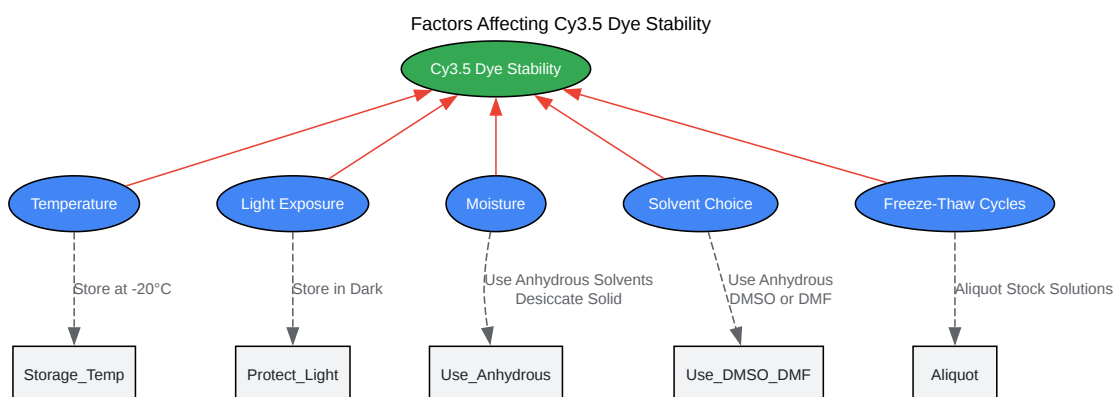 Factors Affecting Cy3.5 Dye Stability
Cy3.5 Dye Stability
Temperature
Light Exposure
Moisture
Solvent Choice
Freeze-Thaw Cycles
Store at -20°C
Store in Dark
Use Anhydrous Solvents
Desiccate Solid
Use Anhydrous
DMSO or DMF
Aliquot Stock Solutions
Storage_Temp
Protect_Light
Use_Anhydrous
Use_DMSO_DMF
Aliquot